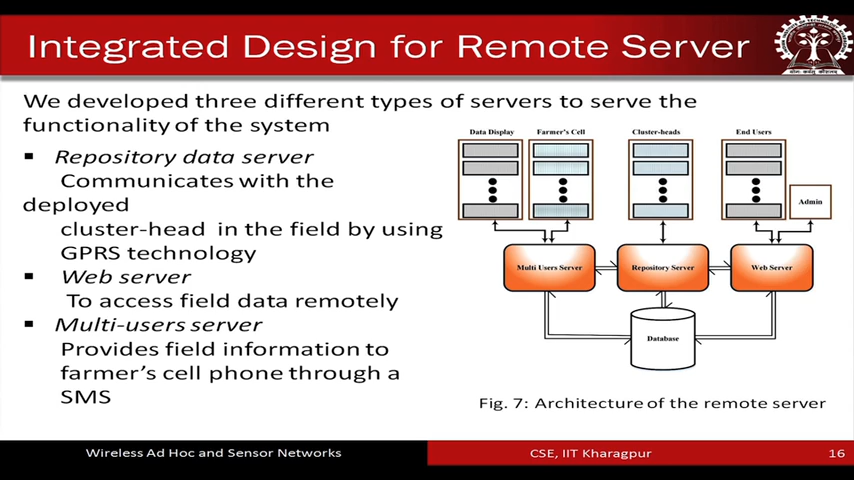 Integrated Design for Remote Server
We developed three different types of servers to serve the
functionality of the system
▪ Repository data server
Communicates with the
deployed
cluster-head in the field by using
GPRS technology
▪ Web server
To access field data remotely
▪ Multi-users server
Provides field information to
farmer's cell phone through a
SMS
Data Display
Farmer's Cell
Cluster-heads
End Users
Admin
Multi Users Server
Repository Server
Web Server
Database
Fig. 7: Architecture of the remote server
Wireless Ad Hoc and Sensor Networks
CSE, IIT Kharagpur
16